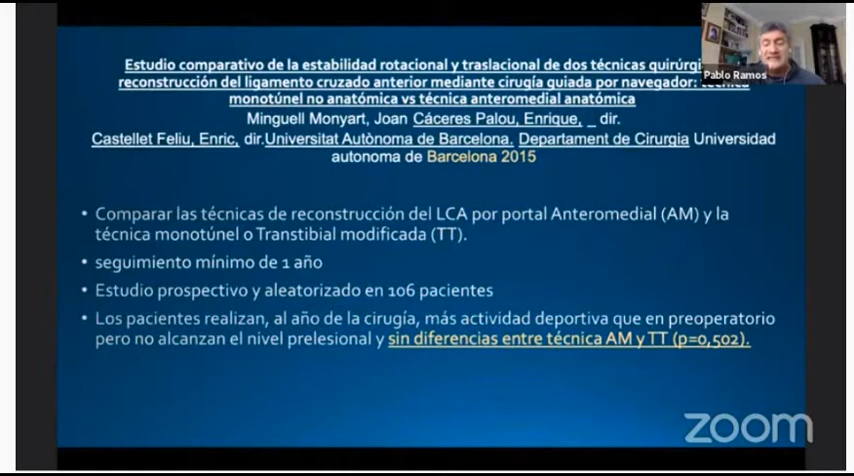 Estudio comparativo de la estabilidad rotacional y traslacional de dos técnicas quirúrgi
reconstrucción del ligamento cruzado anterior mediante cirugía guiada por navegador:
monotúnel no anatómica vs técnica anteromedial anatómica
Minguell Monyart, Joan Cáceres Palou, Enrique, _ dir.
Castellet Feliu, Enric, dir.Universitat Autònoma de Barcelona. Departament de Cirurgia Universidad
autonoma de Barcelona 2015
Pablo Ramos
• Comparar las técnicas de reconstrucción del LCA por portal Anteromedial (AM) y la
técnica monotúnel o Transtibial modificada (TT).
• seguimiento mínimo de 1 año
• Estudio prospectivo y aleatorizado en 106 pacientes
• Los pacientes realizan, al año de la cirugía, más actividad deportiva que en preoperatorio
pero no alcanzan el nivel prelesional y sin diferencias entre técnica AM y TT (p=0,502).
zoom